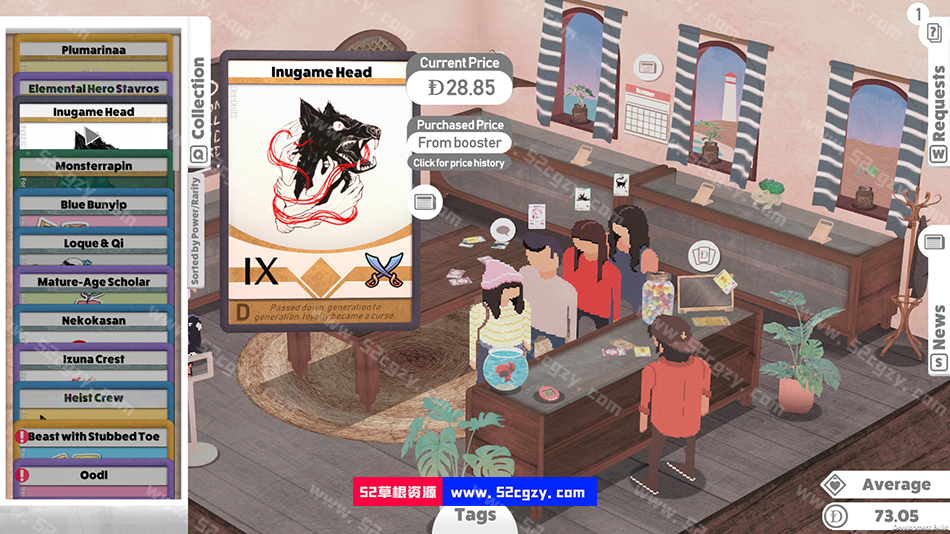 Plumarinaa
Elemental Hero Stavros
Inugame Head
Monsterrapin
Blue Bunyip
Loque & Qi
Mature-Age Scholar
Nekokasan
Izuna Crest
Heist Crew
Beast with Stubbed Toe
Oodl
Collection
Sorted by Power/Rarity
Inugame Head
IX
D
Passed down, generation to
generation, loyalty became a curse.
Current Price
28.85
Purchased Price
From booster
Click for price history
1
W Requests
S News
Average
73.05
Development Build
Tags
52草根资源
www.52cgzy.com